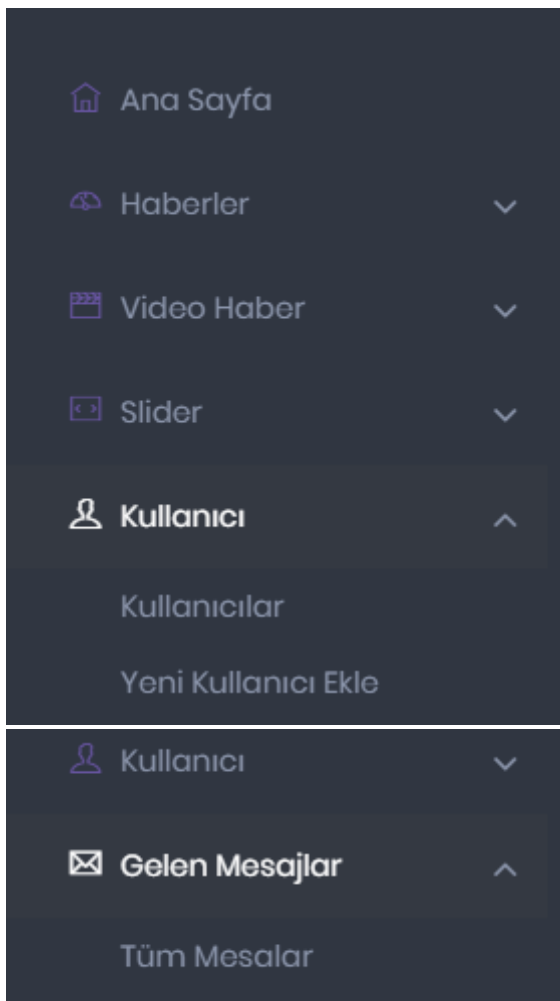 Ana Sayfa
Haberler
Video Haber
Slider
Kullanıcı
Kullanıcılar
Yeni Kullanıcı Ekle
Kullanıcı
Gelen Mesajlar
Tüm Mesalar